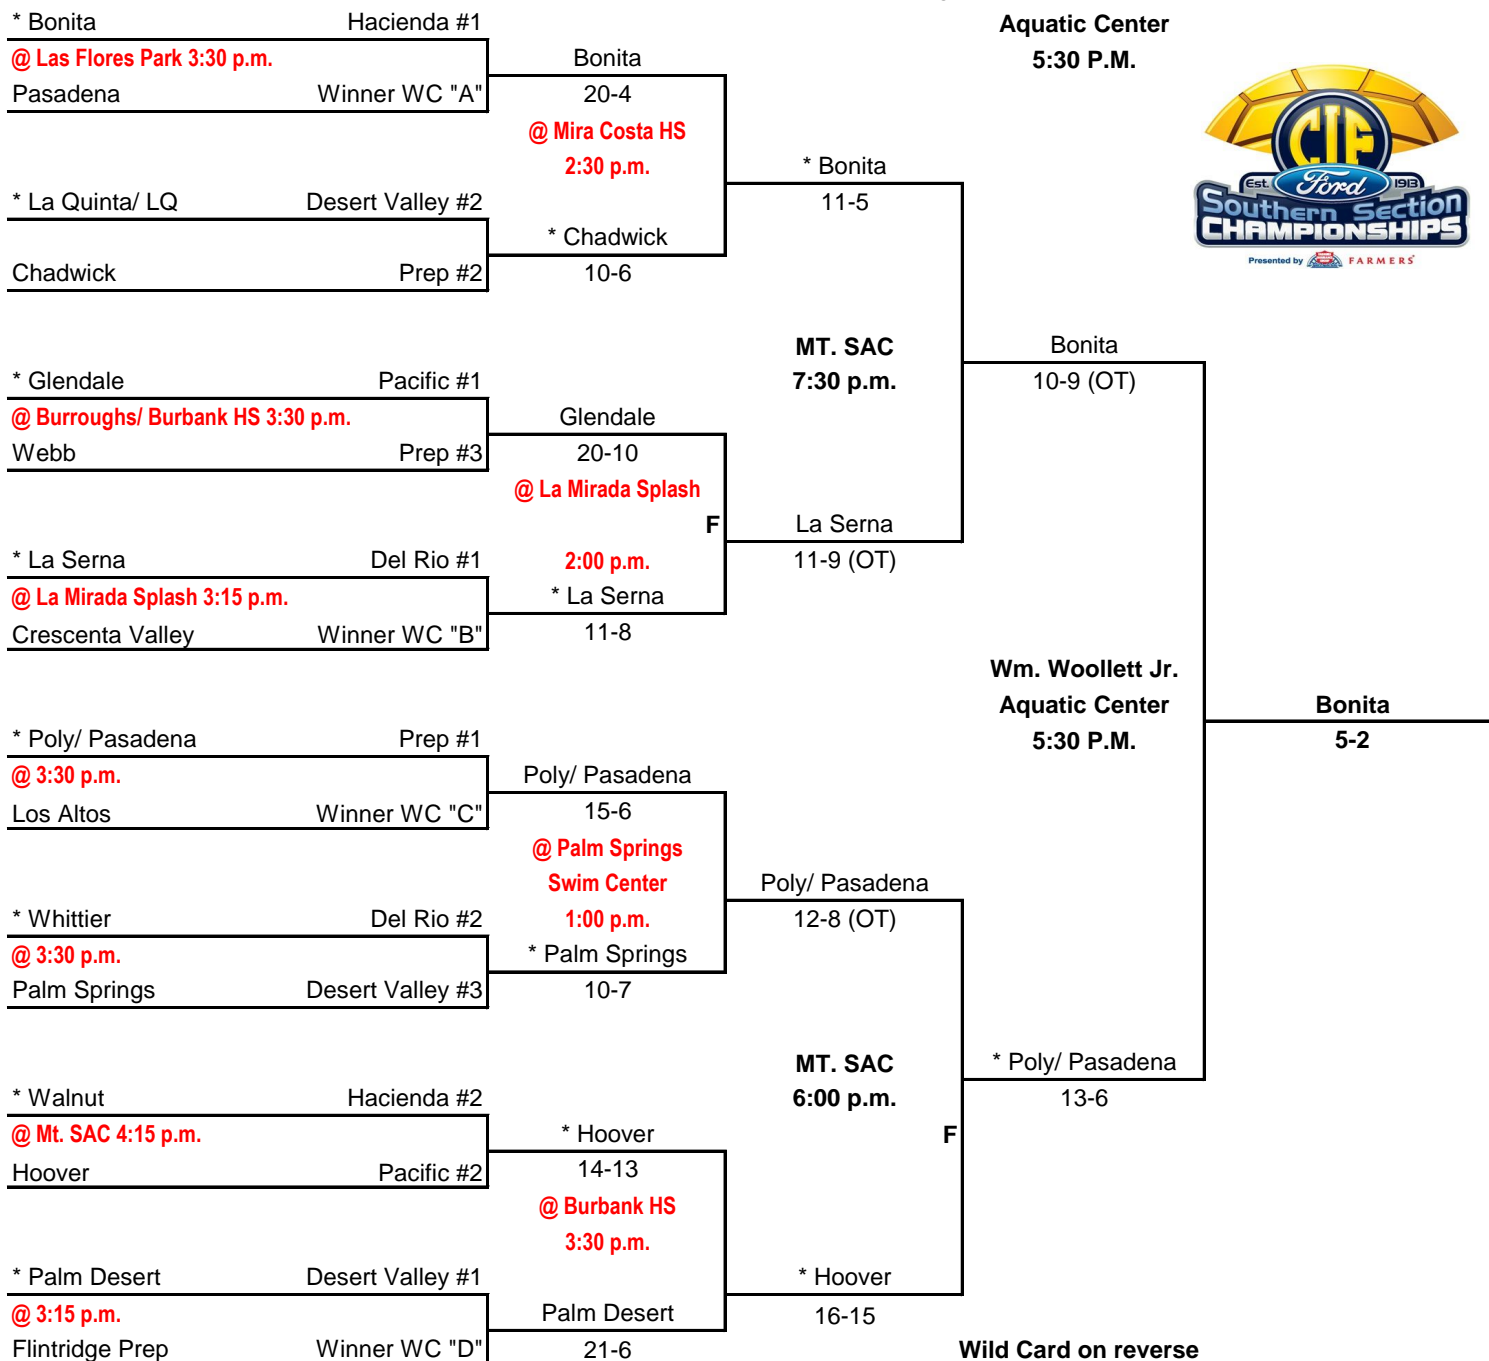 * Bonita Hacienda #1
@ Las Flores Park 3:30 p.m.
Pasadena Winner WC "A"
* La Quinta/ LQ Desert Valley #2
Chadwick Prep #2
* Glendale Pacific #1
@ Burroughs/ Burbank HS 3:30 p.m.
Webb Prep #3
* La Serna Del Rio #1
@ La Mirada Splash 3:15 p.m.
Crescenta Valley Winner WC "B"
* Poly/ Pasadena Prep #1
@ 3:30 p.m.
Los Altos Winner WC "C"
* Whittier Del Rio #2
@ 3:30 p.m.
Palm Springs Desert Valley #3
* Walnut Hacienda #2
@ Mt. SAC 4:15 p.m.
Hoover Pacific #2
* Palm Desert Desert Valley #1
@ 3:15 p.m.
Flintridge Prep Winner WC "D"
Bonita
20-4
@ Mira Costa HS
2:30 p.m.
* Chadwick
10-6
Glendale
20-10
@ La Mirada Splash
F
2:00 p.m.
* La Serna
11-8
Poly/ Pasadena
15-6
@ Palm Springs
Swim Center
1:00 p.m.
* Palm Springs
10-7
* Hoover
14-13
@ Burbank HS
3:30 p.m.
Palm Desert
21-6
* Bonita
11-5
MT. SAC
7:30 p.m.
La Serna
11-9 (OT)
Poly/ Pasadena
12-8 (OT)
MT. SAC
6:00 p.m.
F
* Hoover
16-15
Aquatic Center
5:30 P.M.
Bonita
10-9 (OT)
Wm. Woollett Jr.
Aquatic Center
5:30 P.M.
* Poly/ Pasadena
13-6
Wild Card on reverse
Bonita
5-2
CIF
Est. Ford 1913
Southern Section
CHAMPIONSHIPS
Presented by FARMERS